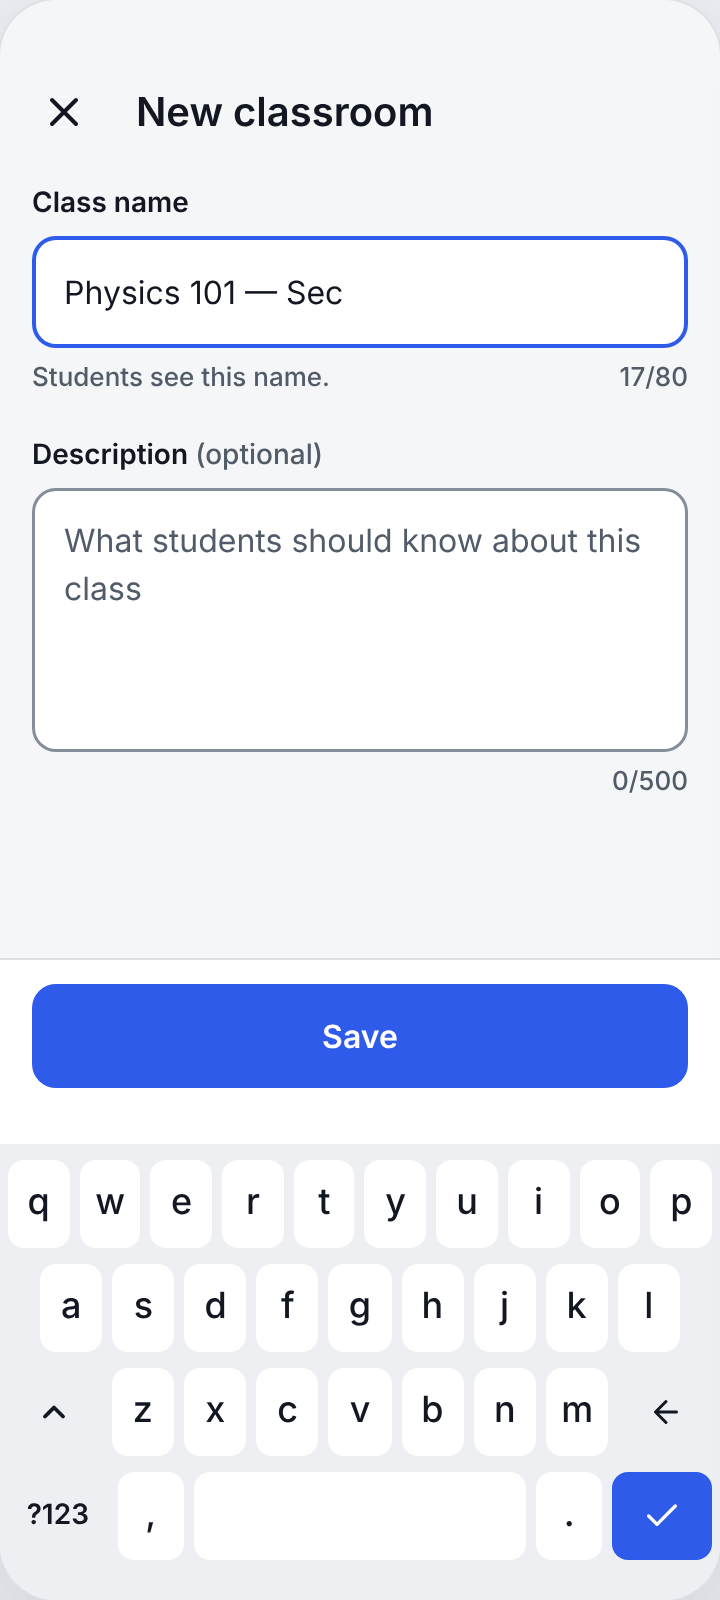 New classroom
Class name
Physics 101 — Sec
Students see this name.
17/80
Description (optional)
What students should know about this
class
0/500
Save
q w e r t y u i o p
a s d f g h j k l
z x c v b n m
?123 , .